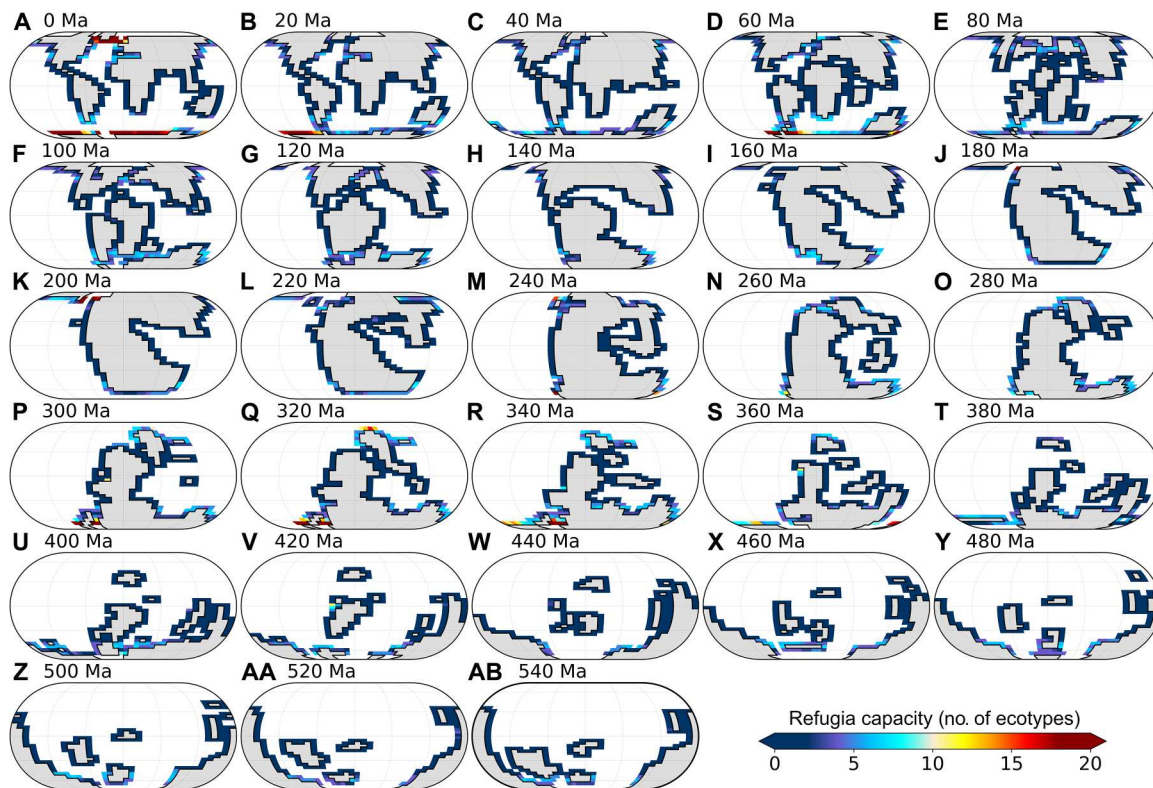 A 0 Ma
B 20 Ma
C 40 Ma
D 60 Ma
E 80 Ma
F 100 Ma
G 120 Ma
H 140 Ma
I 160 Ma
J 180 Ma
K 200 Ma
L 220 Ma
M 240 Ma
N 260 Ma
O 280 Ma
P 300 Ma
Q 320 Ma
R 340 Ma
S 360 Ma
T 380 Ma
U 400 Ma
V 420 Ma
W 440 Ma
X 460 Ma
Y 480 Ma
Z 500 Ma
AA 520 Ma
AB 540 Ma
Refugia capacity (no. of ecotypes)
0 5 10 15 20